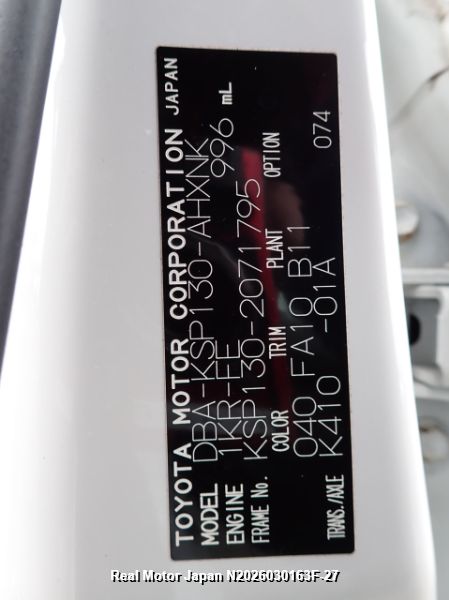 TOYOTA MOTOR CORPORATION JAPAN
MODEL DBA-KSP130-AHXNK
ENGINE 1KR-FE 996 mL
FRAME No. KSP130-2071795
COLOR TRIM PLANT OPTION
040 FA10 B11 074
TRANS./AXLE K410 -01A
Real Motor Japan N2026030163F-27